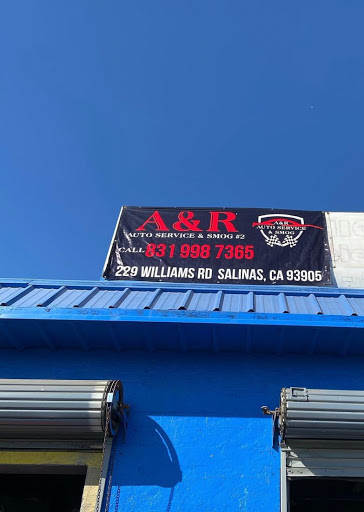 A&R
AUTO SERVICE & SMOG #2
CALL 831 998 7365
229 WILLIAMS RD SALINAS, CA 93905
A&R
AUTO SERVICE
& SMOG